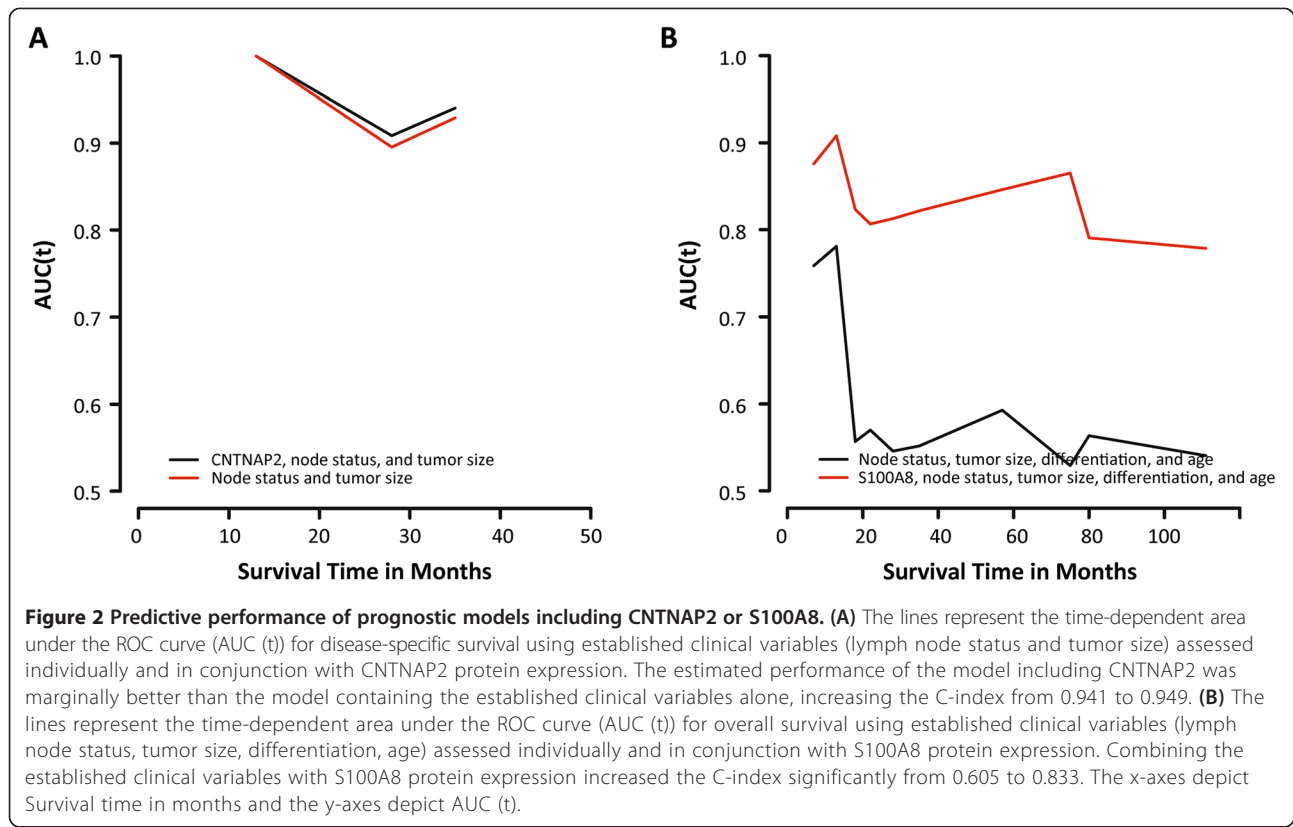 A
1.0
0.9
0.8
0.7
0.6
0.5
AUC(t)
CNTNAP2, node status, and tumor size
Node status and tumor size
0 10 20 30 40 50
Survival Time in Months
B
1.0
0.9
0.8
0.7
0.6
0.5
AUC(t)
Node status, tumor size, differentiation, and age
S100A8, node status, tumor size, differentiation, and age
0 20 40 60 80 100
Survival Time in Months
Figure 2 Predictive performance of prognostic models including CNTNAP2 or S100A8. (A) The lines represent the time-dependent area
under the ROC curve (AUC (t)) for disease-specific survival using established clinical variables (lymph node status and tumor size) assessed
individually and in conjunction with CNTNAP2 protein expression. The estimated performance of the model including CNTNAP2 was
marginally better than the model containing the established clinical variables alone, increasing the C-index from 0.941 to 0.949. (B) The
lines represent the time-dependent area under the ROC curve (AUC (t)) for overall survival using established clinical variables (lymph
node status, tumor size, differentiation, age) assessed individually and in conjunction with S100A8 protein expression. Combining the
established clinical variables with S100A8 protein expression increased the C-index significantly from 0.605 to 0.833. The x-axes depict
Survival time in months and the y-axes depict AUC (t).